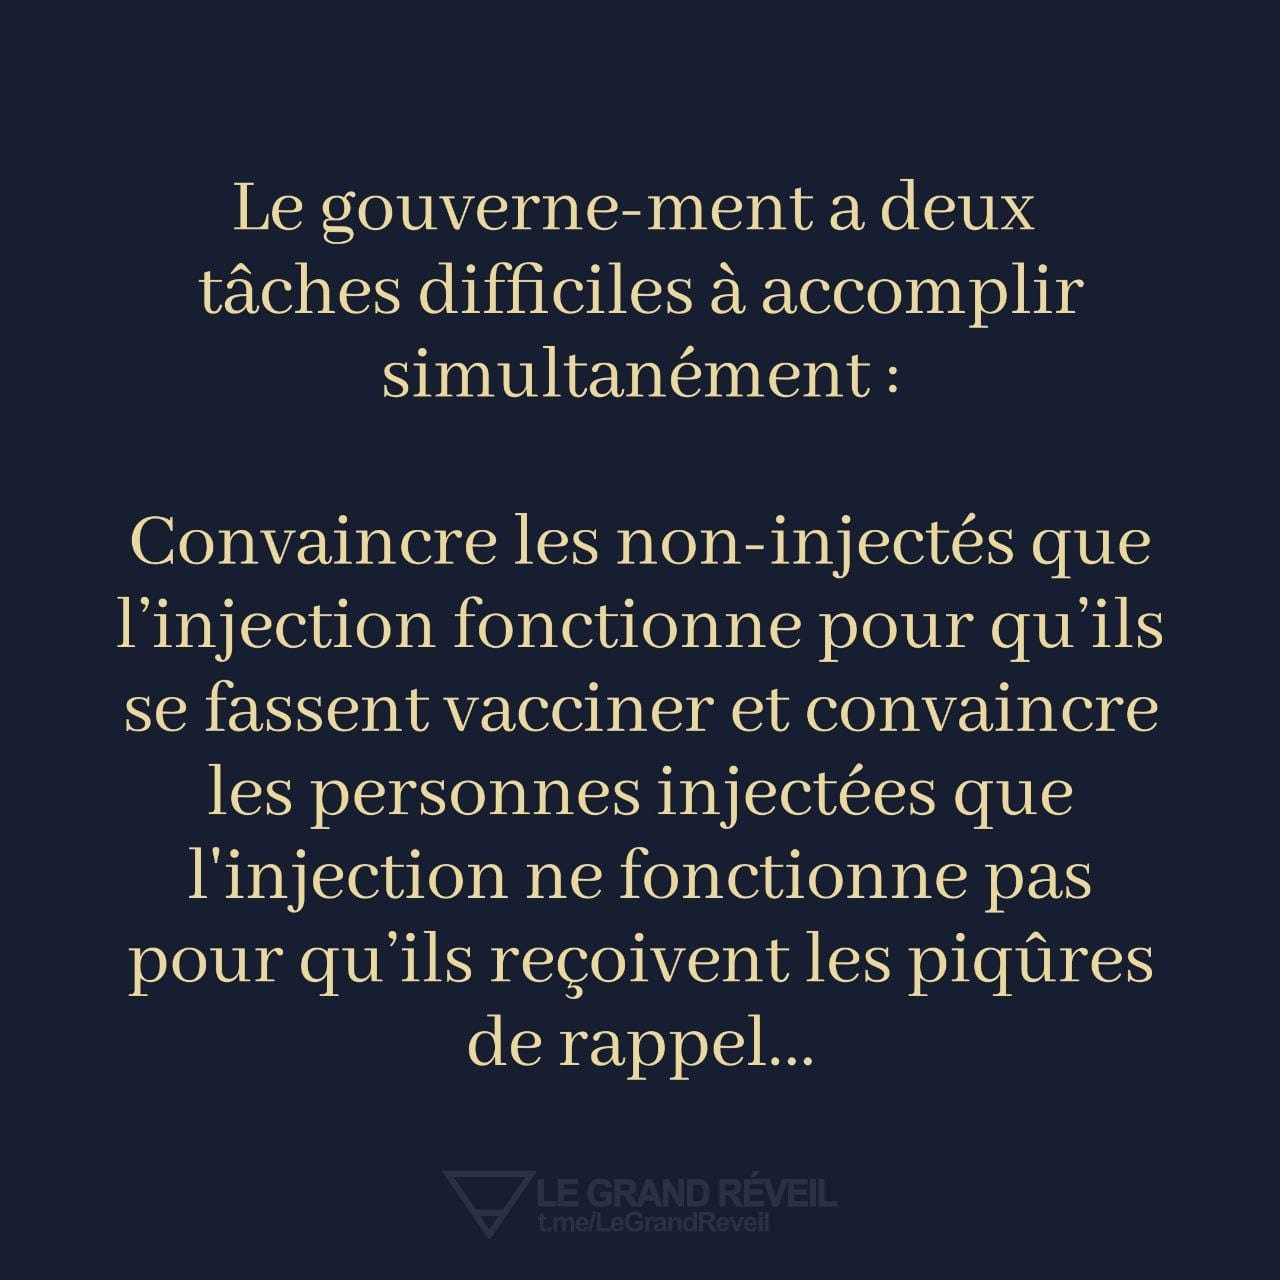 Le gouverne-ment a deux
tâches difficiles à accomplir
simultanément :
Convaincre les non-injectés que
l’injection fonctionne pour qu’ils
se fassent vacciner et convaincre
les personnes injectées que
l'injection ne fonctionne pas
pour qu’ils reçoivent les piqûres
de rappel...
LE GRAND RÉVEIL
t.me/LeGrandReveil